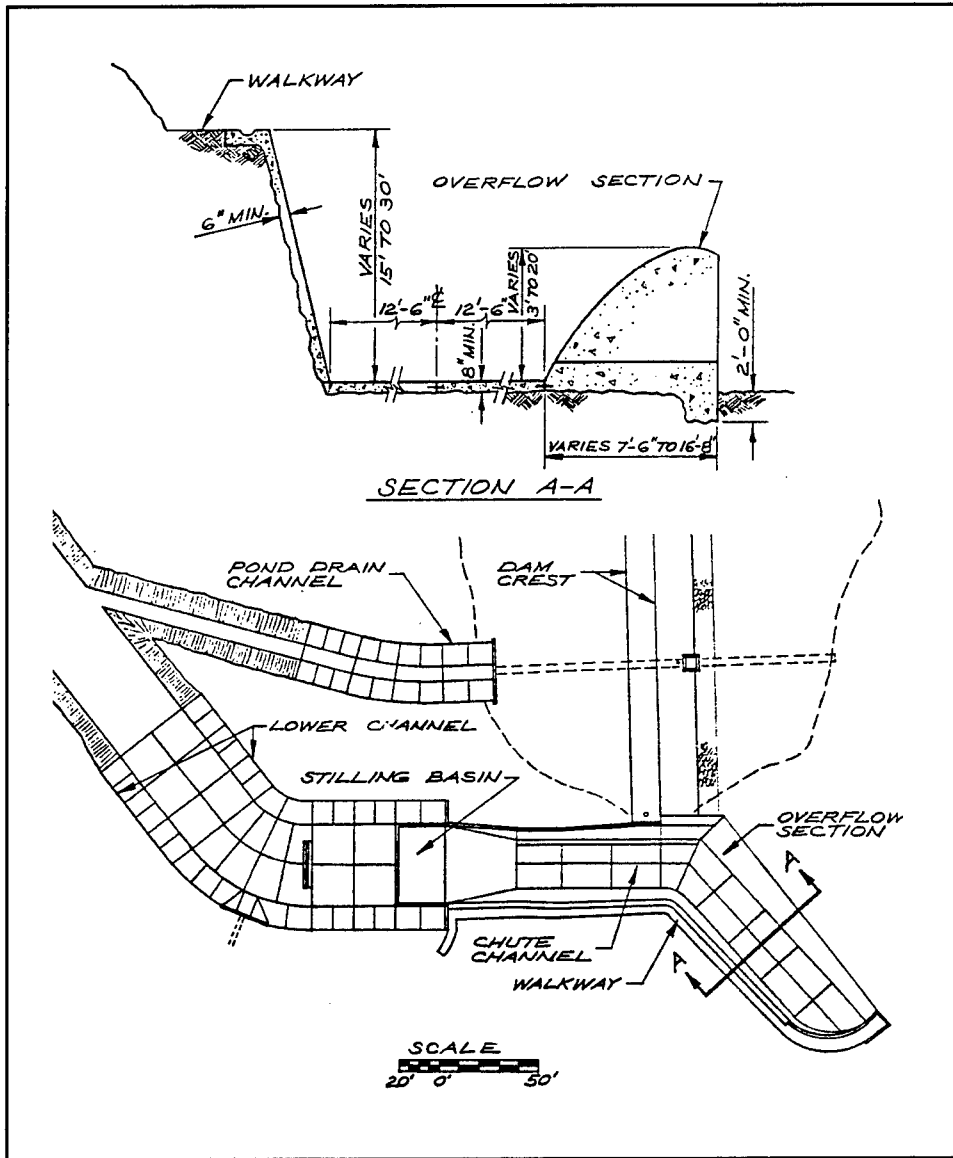 WALKWAY
OVERFLOW SECTION
6" MIN.
VARIES
15' TO 30'
VARIES
3' TO 20'
12'-6"
℄
12'-6"
8" MIN.
2'-0" MIN.
VARIES 7'-6" TO 16'-8"
SECTION A-A
POND DRAIN
CHANNEL
DAM
CREST
LOWER CHANNEL
STILLING BASIN
OVERFLOW
SECTION
A
CHUTE
CHANNEL
A
WALKWAY
SCALE
20' 0' 50'